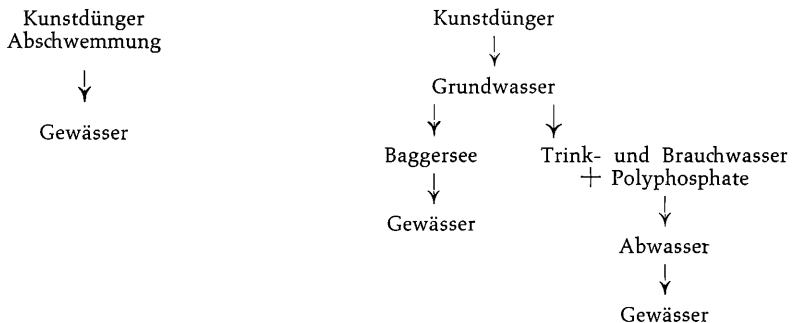 Kunstdünger
Abschwemmung
Gewässer
Kunstdünger
Grundwasser
Baggersee
Gewässer
Trink- und Brauchwasser
+ Polyphosphate
Abwasser
Gewässer